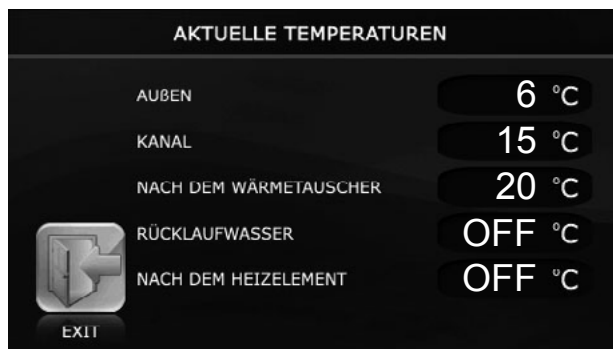 AKTUELLE TEMPERATUREN
AUßEN 6 °C
KANAL 15 °C
NACH DEM WÄRMETAUSCHER 20 °C
RÜCKLAUFWASSER OFF °C
NACH DEM HEIZELEMENT OFF °C
EXIT